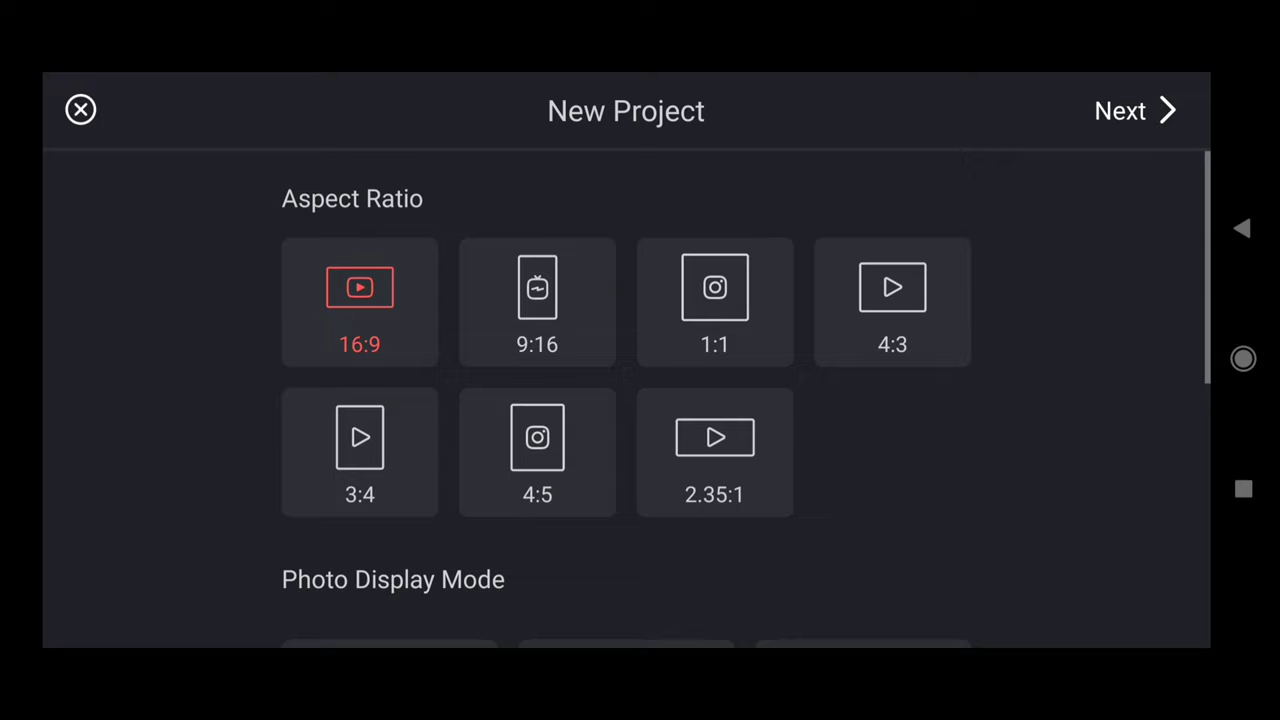 New Project
Next
Aspect Ratio
16:9
9:16
1:1
4:3
3:4
4:5
2.35:1
Photo Display Mode